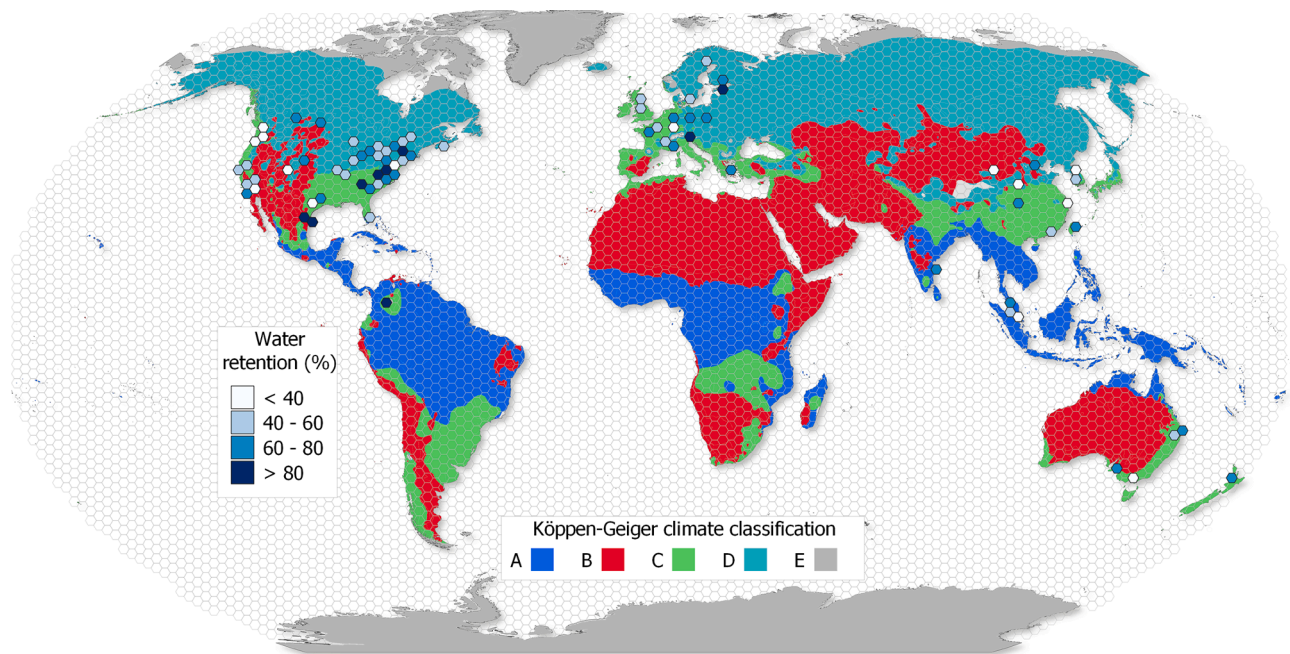 Water
retention (%)
< 40
40 - 60
60 - 80
> 80
Köppen-Geiger climate classification
A B C D E